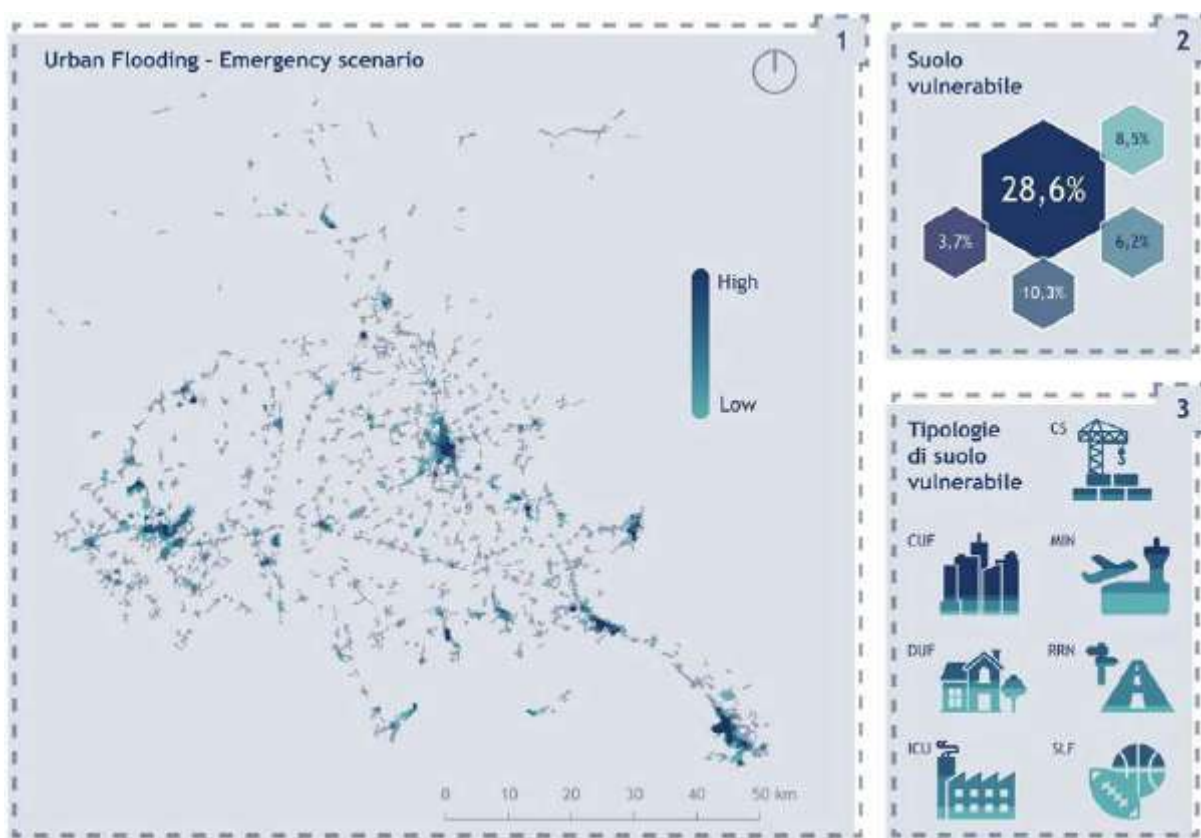 1
Urban Flooding - Emergency scenario
High
Low
0 10 20 30 40 50 km
2
Suolo
vulnerabile
8,5%
28,6%
3,7%
6,2%
10,3%
3
Tipologie
di suolo
vulnerabile
CS
CUF
MIN
DUF
RRN
ICU
SLF